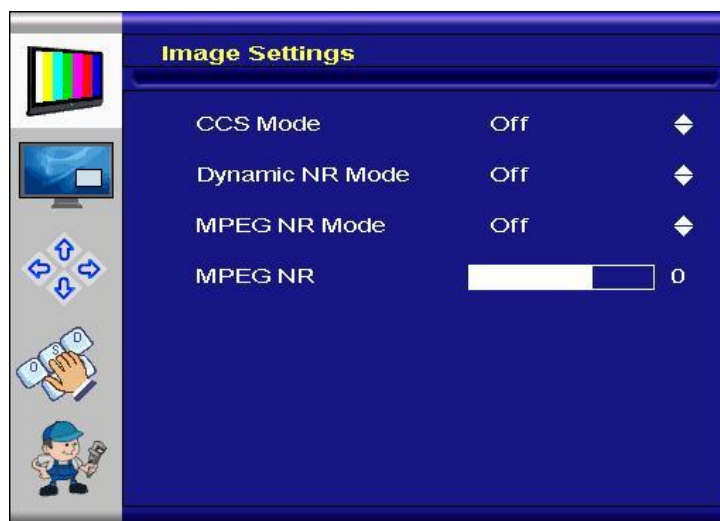 Image Settings
CCS Mode Off
Dynamic NR Mode Off
MPEG NR Mode Off
MPEG NR 0
O S D